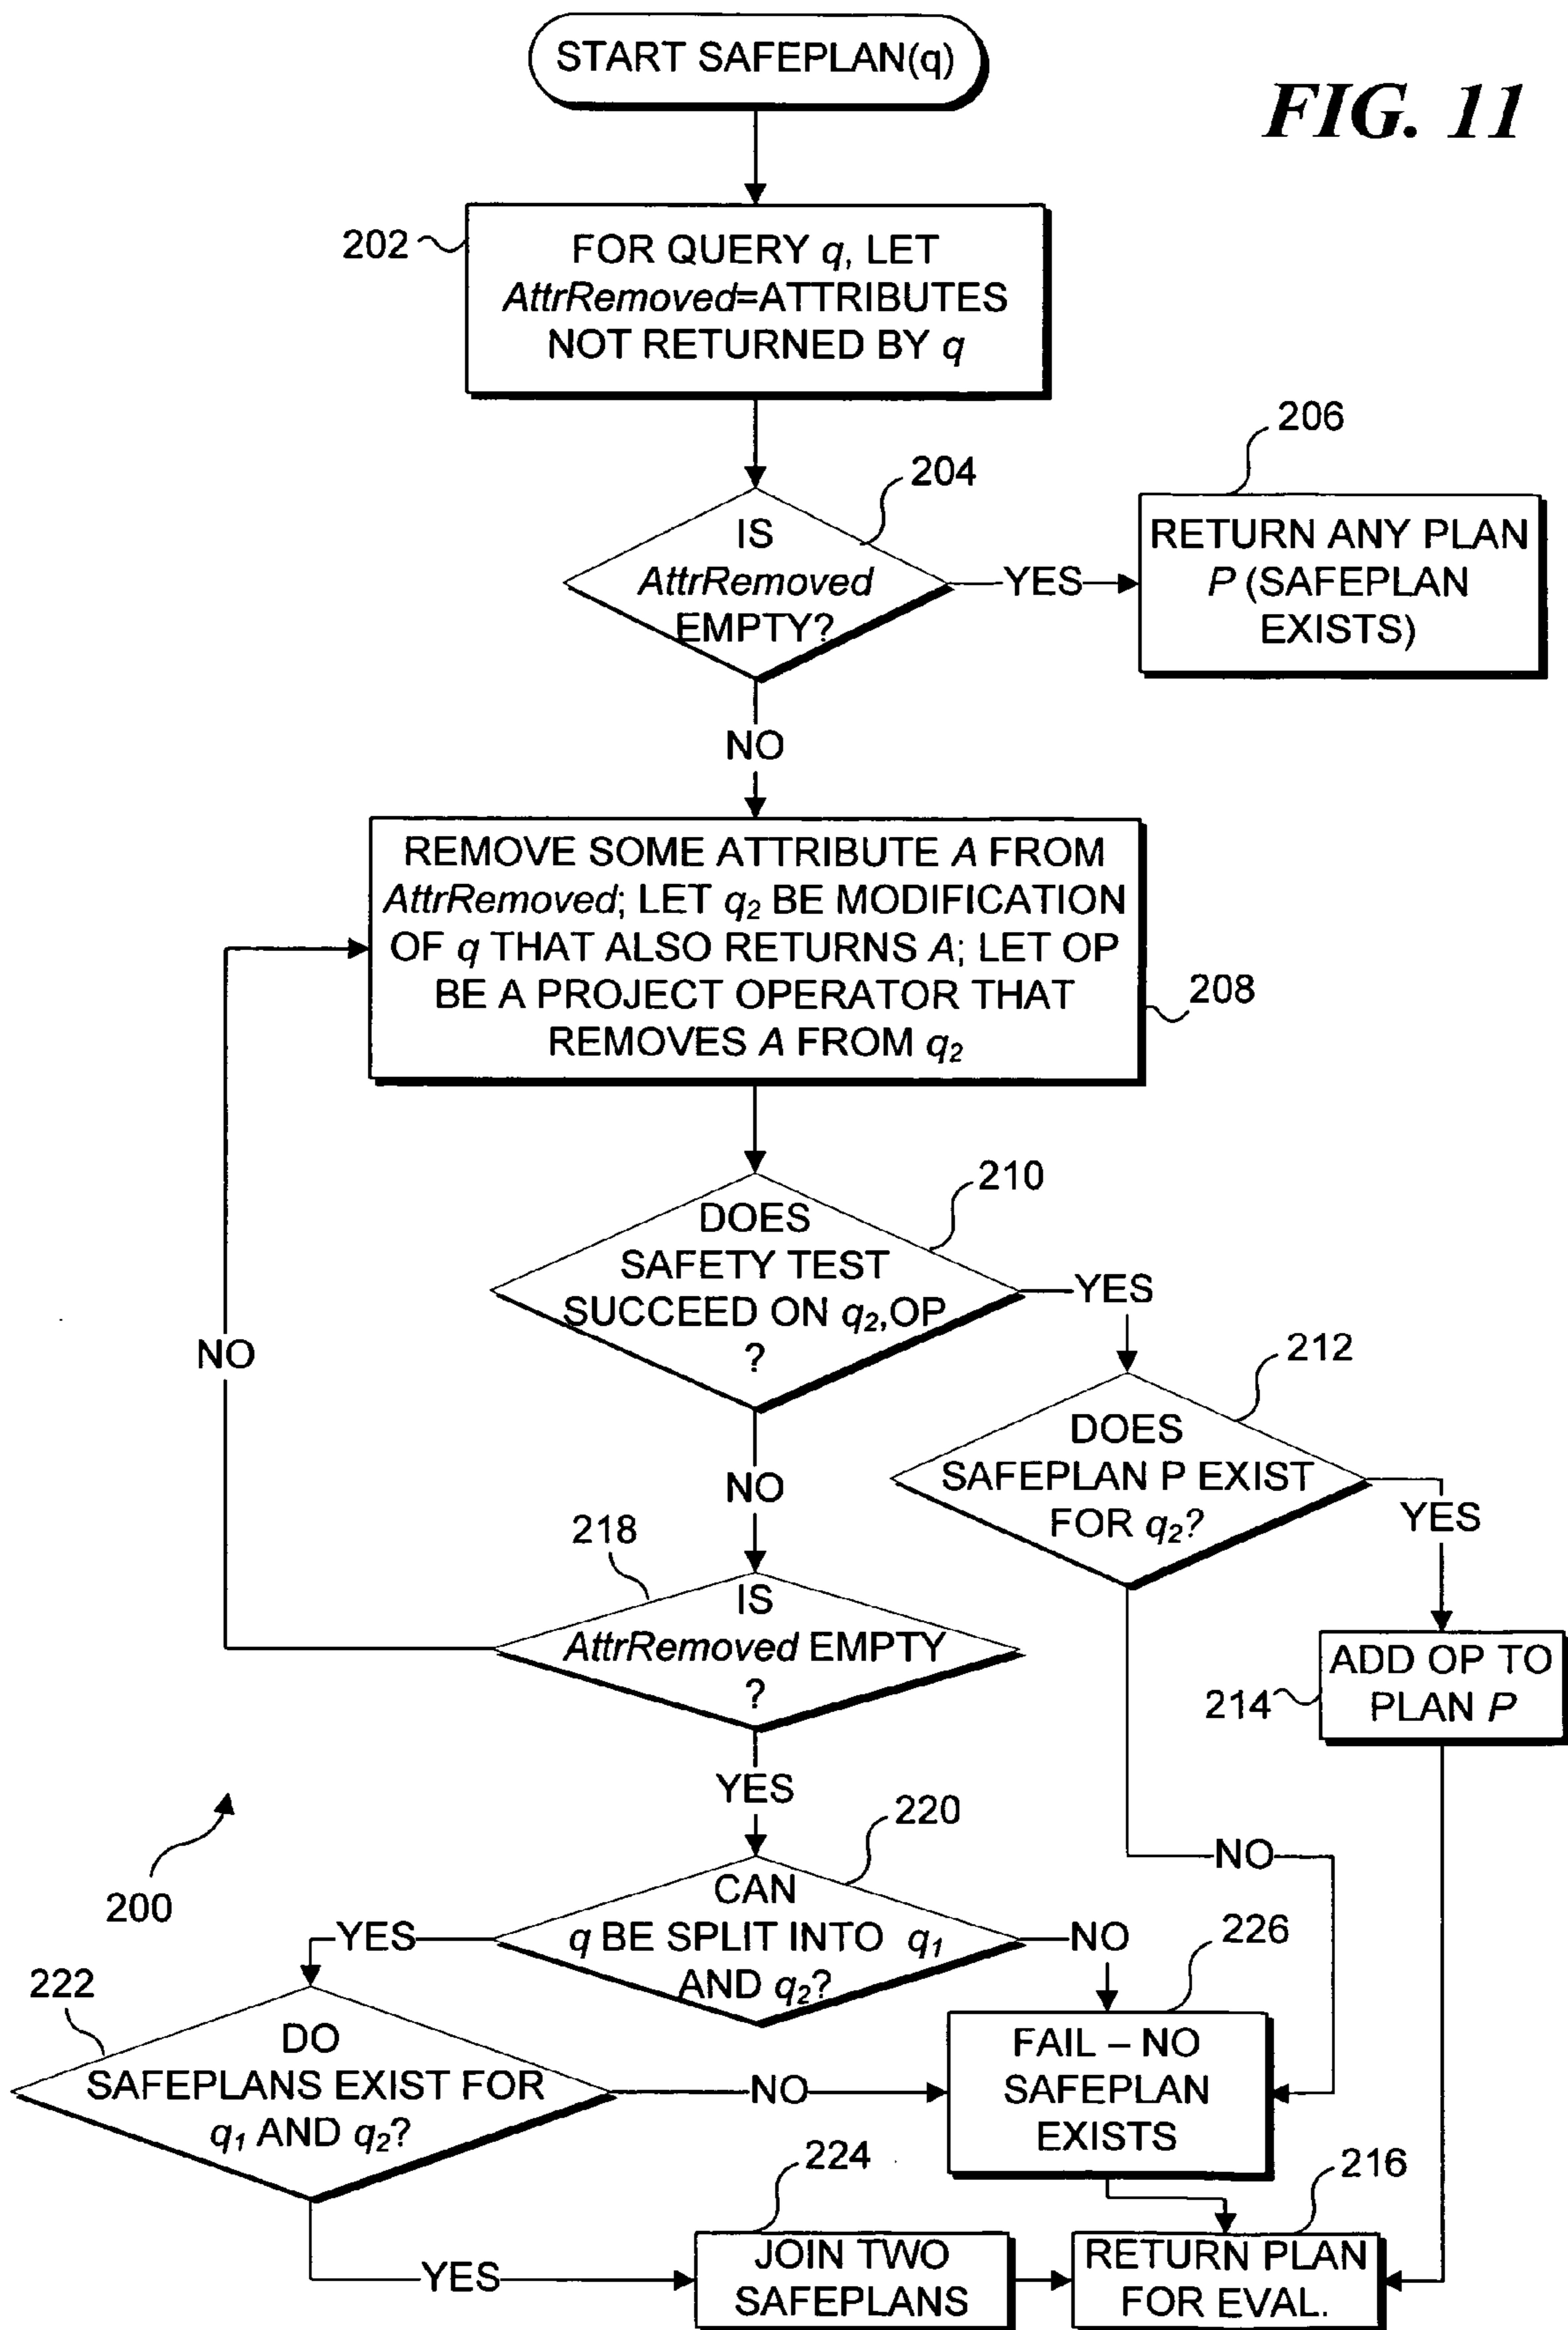 START SAFEPLAN(q)
FIG. 11
202
FOR QUERY q, LET
AttrRemoved=ATTRIBUTES
NOT RETURNED BY q
206
204
IS
AttrRemoved
EMPTY?
YES
RETURN ANY PLAN
P (SAFEPLAN
EXISTS)
NO
REMOVE SOME ATTRIBUTE A FROM
AttrRemoved; LET q2 BE MODIFICATION
OF q THAT ALSO RETURNS A; LET OP
BE A PROJECT OPERATOR THAT
REMOVES A FROM q2
208
210
DOES
SAFETY TEST
SUCCEED ON q2,OP
?
YES
NO
212
DOES
SAFEPLAN P EXIST
FOR q2?
YES
NO
218
IS
AttrRemoved EMPTY
?
214
ADD OP TO
PLAN P
YES
220
NO
200
CAN
q BE SPLIT INTO q1
AND q2?
YES
NO
226
222
DO
SAFEPLANS EXIST FOR
q1 AND q2?
NO
FAIL – NO
SAFEPLAN
EXISTS
224
216
YES
JOIN TWO
SAFEPLANS
RETURN PLAN
FOR EVAL.